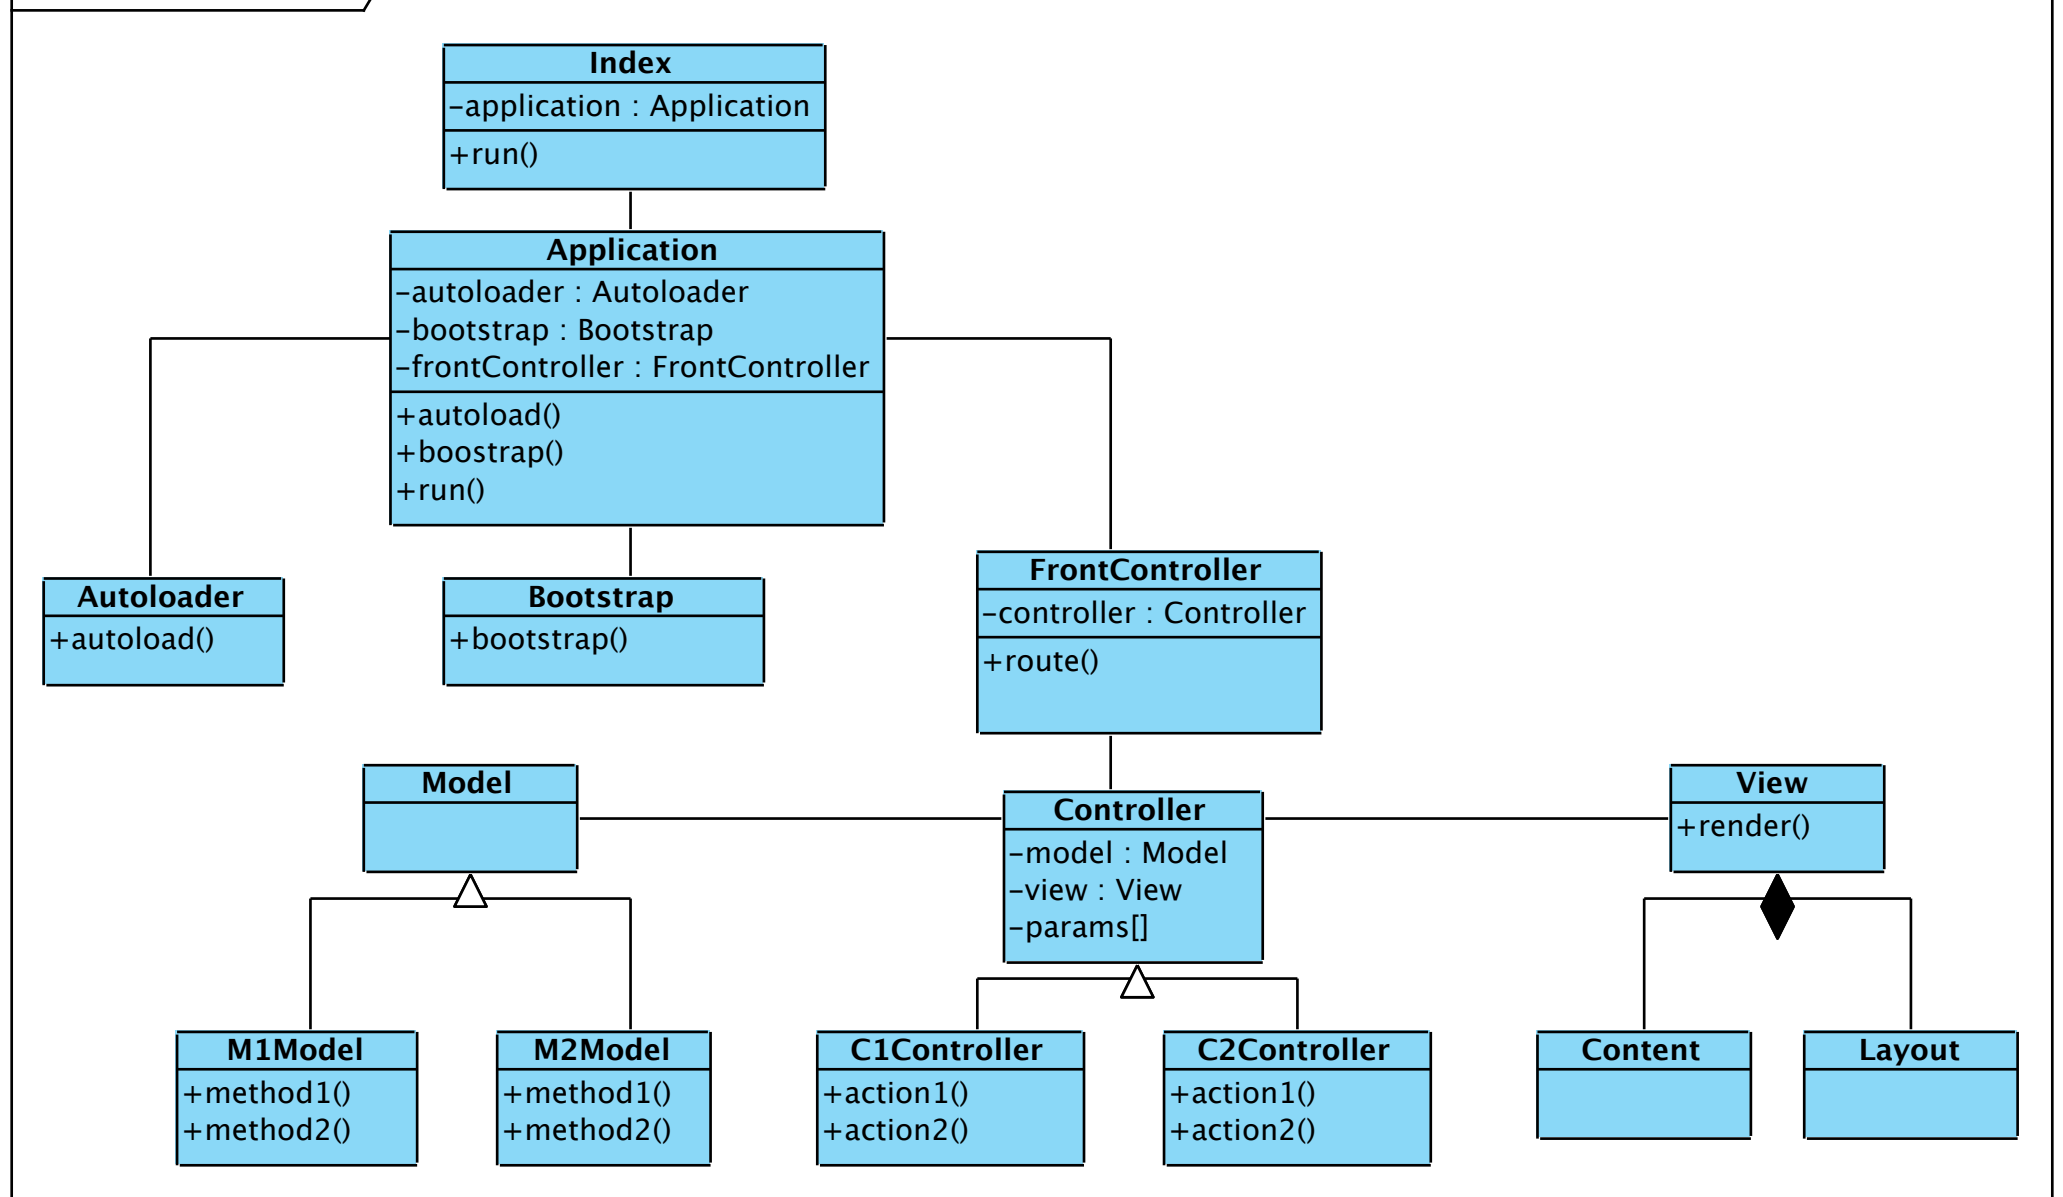 Index
-application : Application
+run()
Application
-autoloader : Autoloader
-bootstrap : Bootstrap
-frontController : FrontController
+autoload()
+boostrap()
+run()
Autoloader
+autoload()
Bootstrap
+bootstrap()
FrontController
-controller : Controller
+route()
Model
Controller
-model : Model
-view : View
-params[]
View
+render()
M1Model
+method1()
+method2()
M2Model
+method1()
+method2()
C1Controller
+action1()
+action2()
C2Controller
+action1()
+action2()
Content
Layout